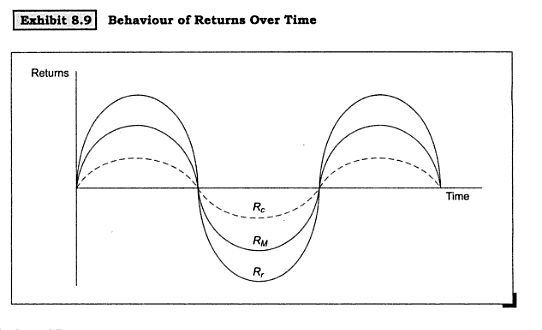 Exhibit 8.9 Behaviour of Returns Over Time
Returns
Time
Rc
RM
Rr